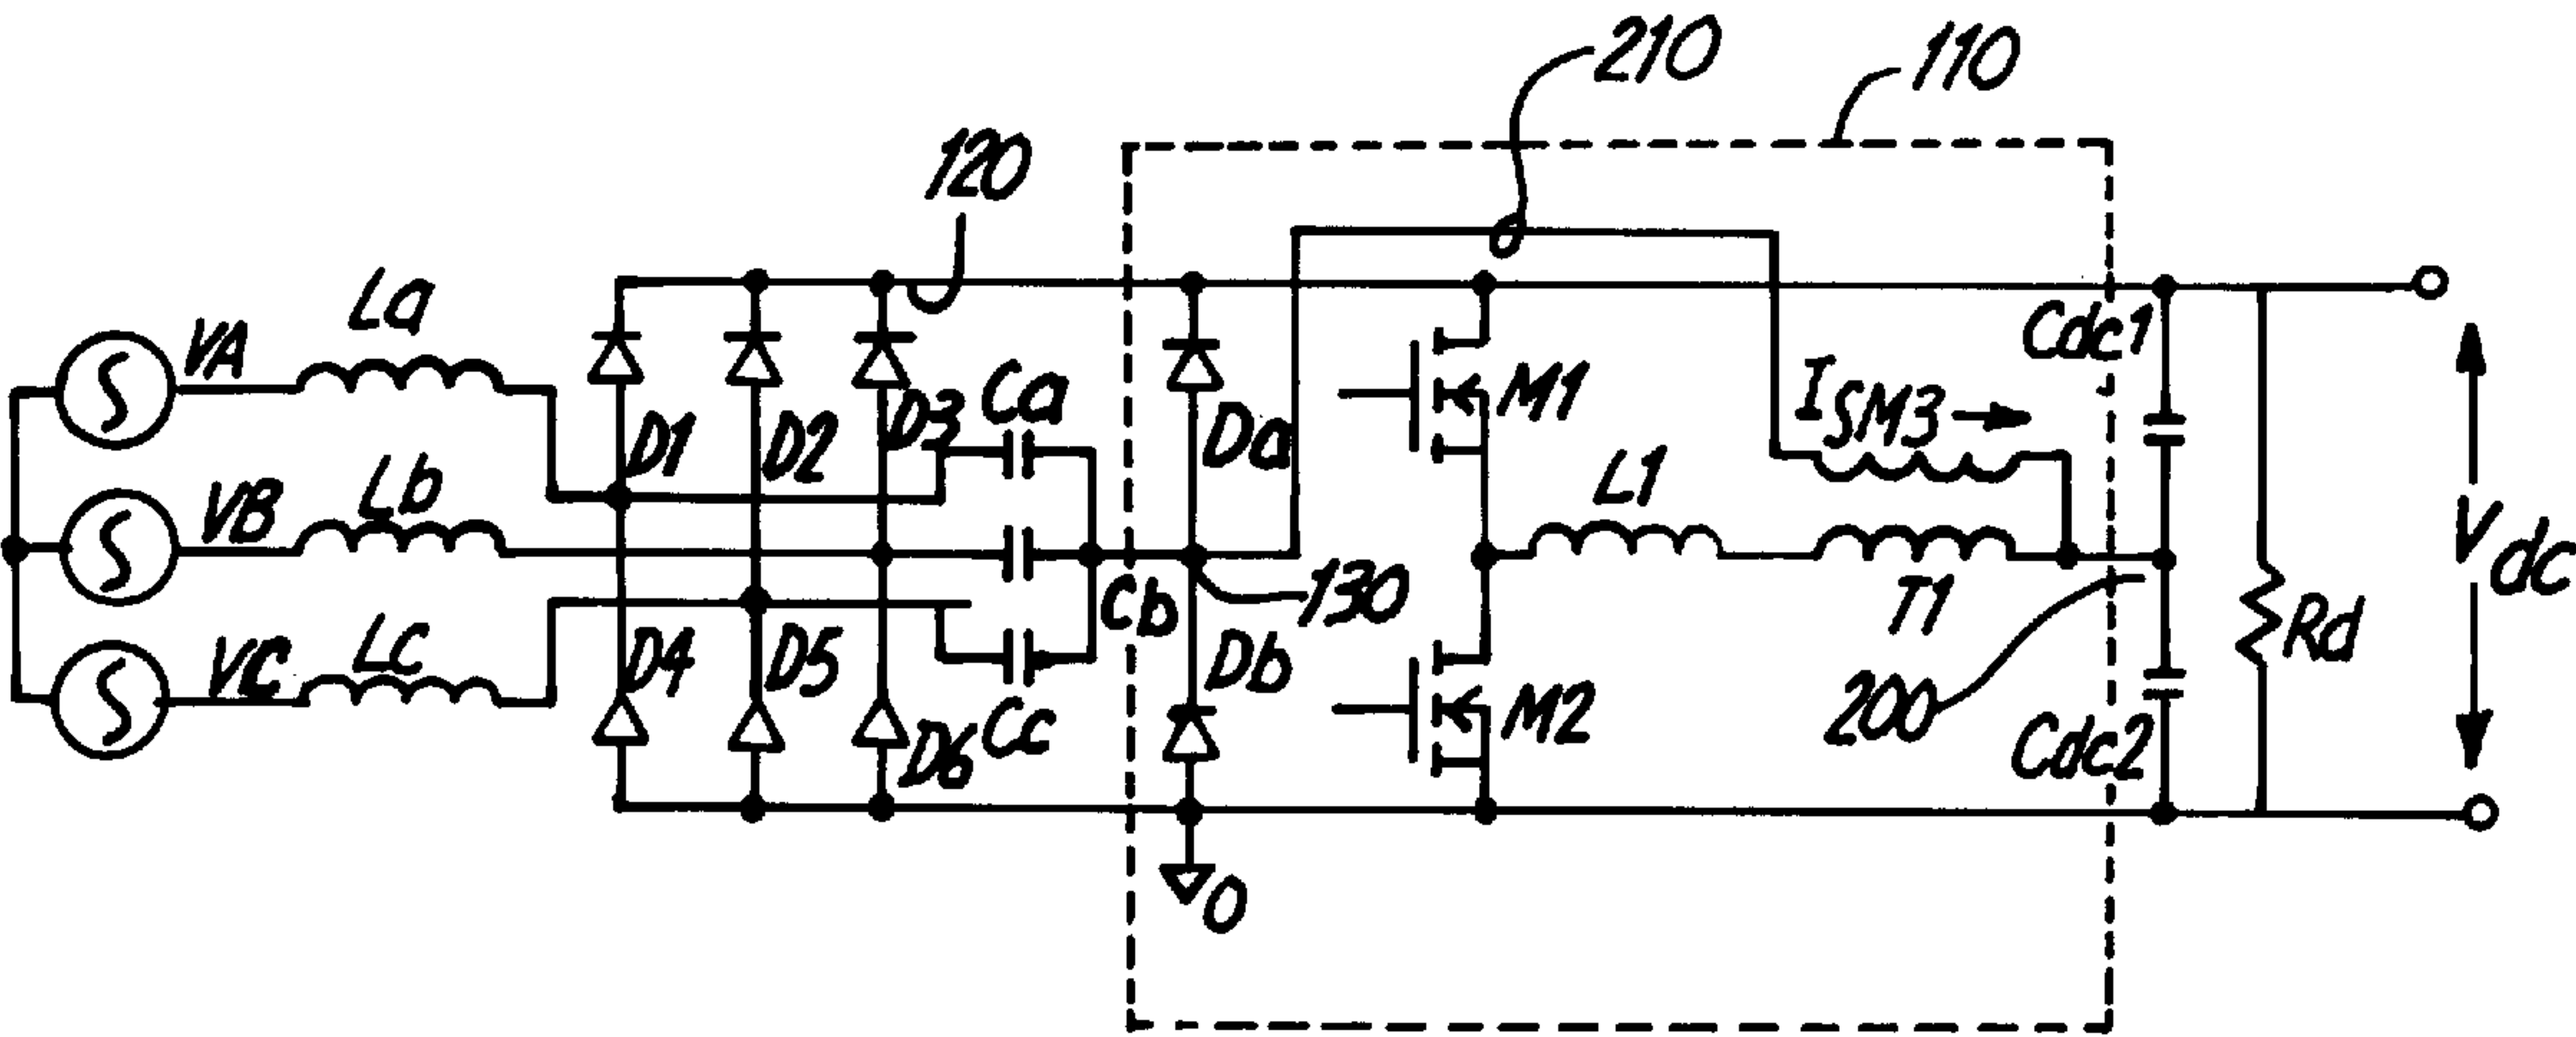 210
110
120
La
VA
Ca
Cdc1
M1
ISM3
D1
D2
D3
Da
L1
Lb
VB
Vdc
130
Cb
T1
Rd
Lc
VC
D4
D5
Db
M2
200
Cc
D6
Cdc2
0